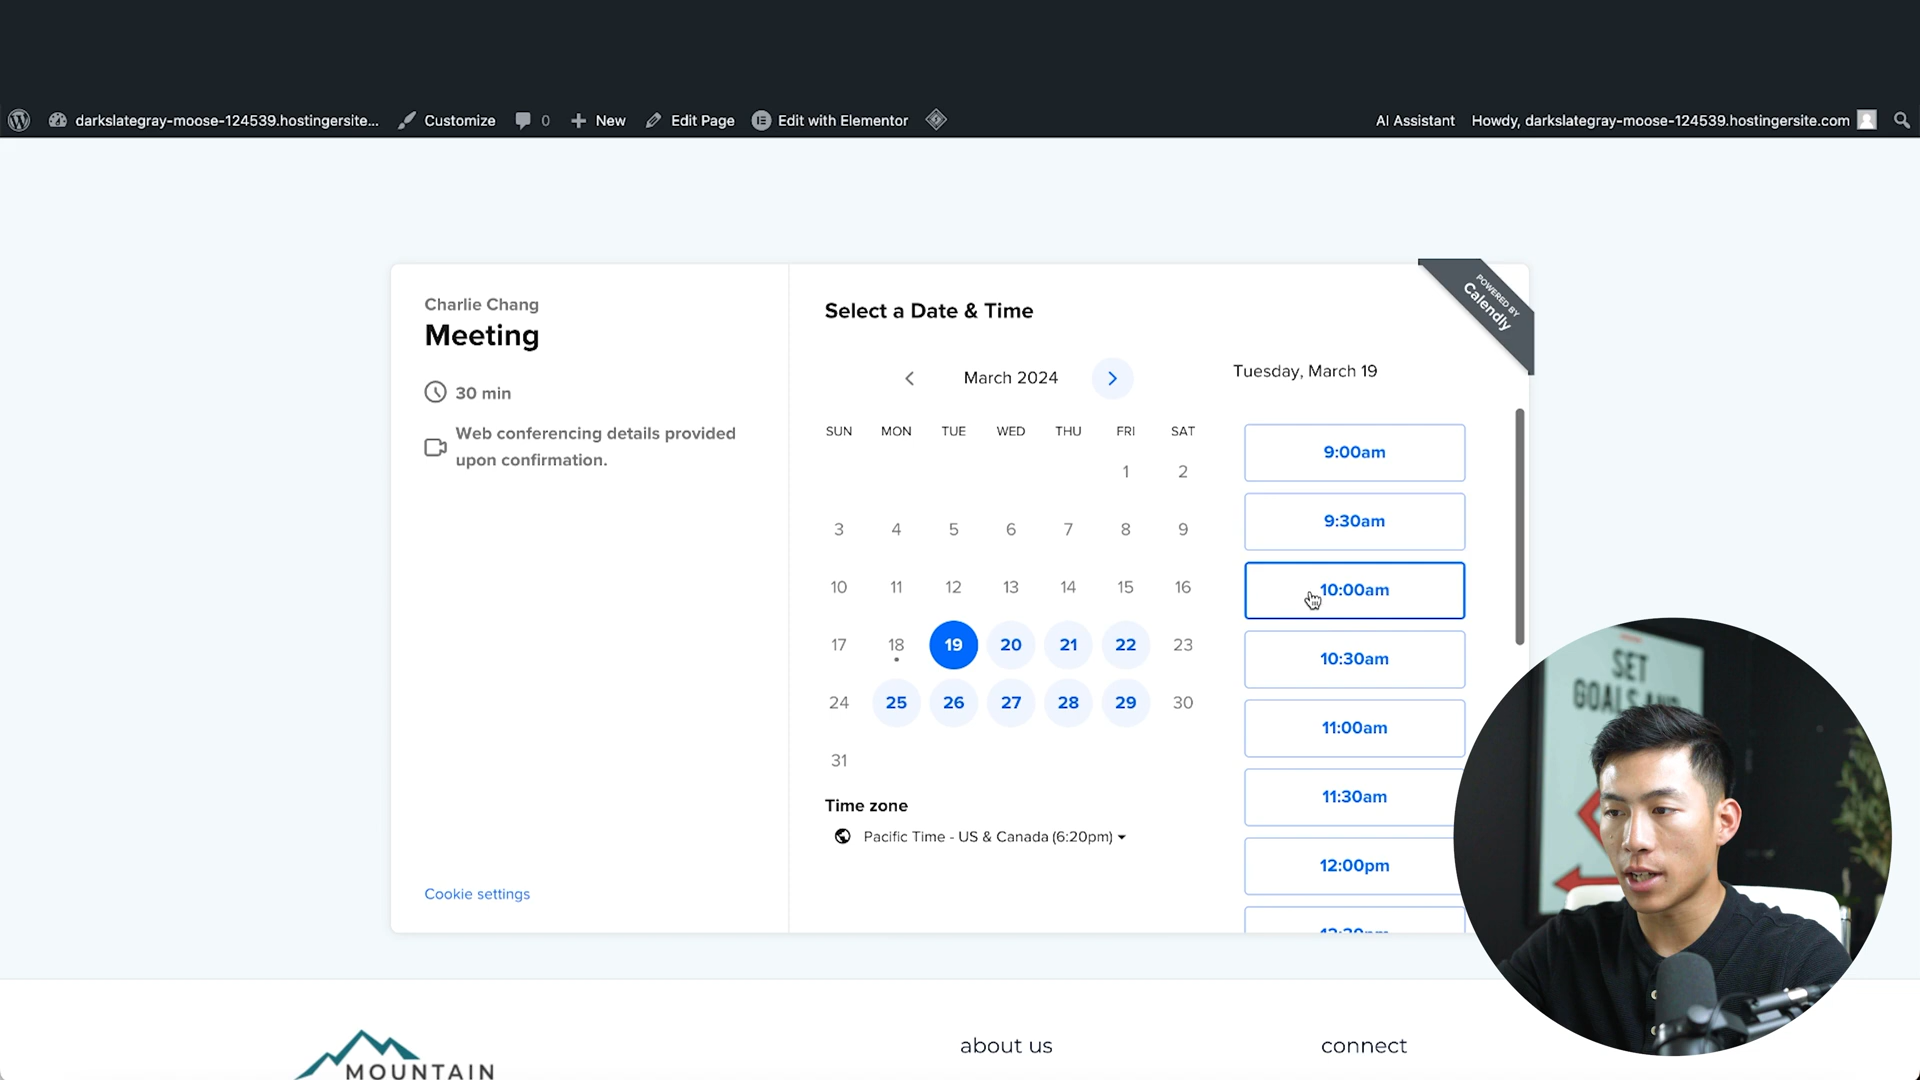 darkslategray-moose-124539.hostingersite... Customize 0 New Edit Page Edit with Elementor AI Assistant Howdy, darkslategray-moose-124539.hostingersite.com
POWERED BY
Calendly
Charlie Chang
Meeting
30 min
Web conferencing details provided
upon confirmation.
Cookie settings
Select a Date & Time
March 2024
SUN MON TUE WED THU FRI SAT
1 2
3 4 5 6 7 8 9
10 11 12 13 14 15 16
17 18 19 20 21 22 23
24 25 26 27 28 29 30
31
Time zone
Pacific Time - US & Canada (6:20pm)
Tuesday, March 19
9:00am
9:30am
10:00am
10:30am
11:00am
11:30am
12:00pm
12:30pm
SET
GOALS AND
MOUNTAIN
about us
connect